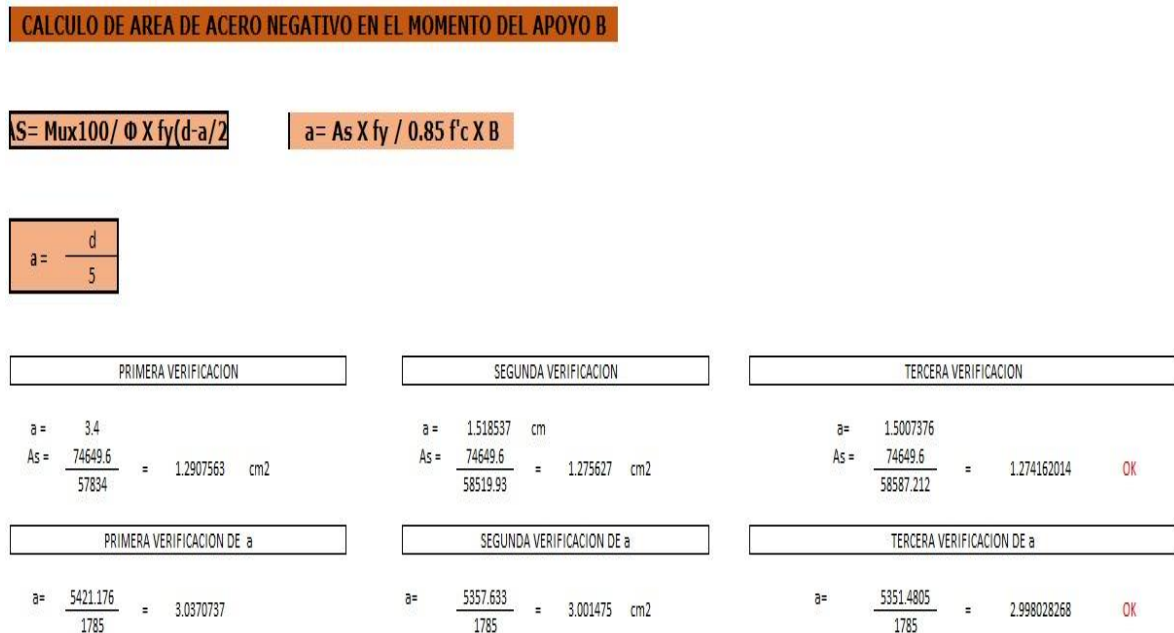 CALCULO DE AREA DE ACERO NEGATIVO EN EL MOMENTO DEL APOYO B
AS= Mux100/ Φ X fy(d-a/2
a= As X fy / 0.85 f'c X B
a = d
5
PRIMERA VERIFICACION
a = 3.4
As = 74649.6 = 1.2907563 cm2
57834
SEGUNDA VERIFICACION
a = 1.518537 cm
As = 74649.6 = 1.275627 cm2
58519.93
TERCERA VERIFICACION
a= 1.5007376
As = 74649.6 = 1.274162014 OK
58587.212
PRIMERA VERIFICACION DE a
a= 5421.176 = 3.0370737
1785
SEGUNDA VERIFICACION DE a
a= 5357.633 = 3.001475 cm2
1785
TERCERA VERIFICACION DE a
a= 5351.4805 = 2.998028268 OK
1785